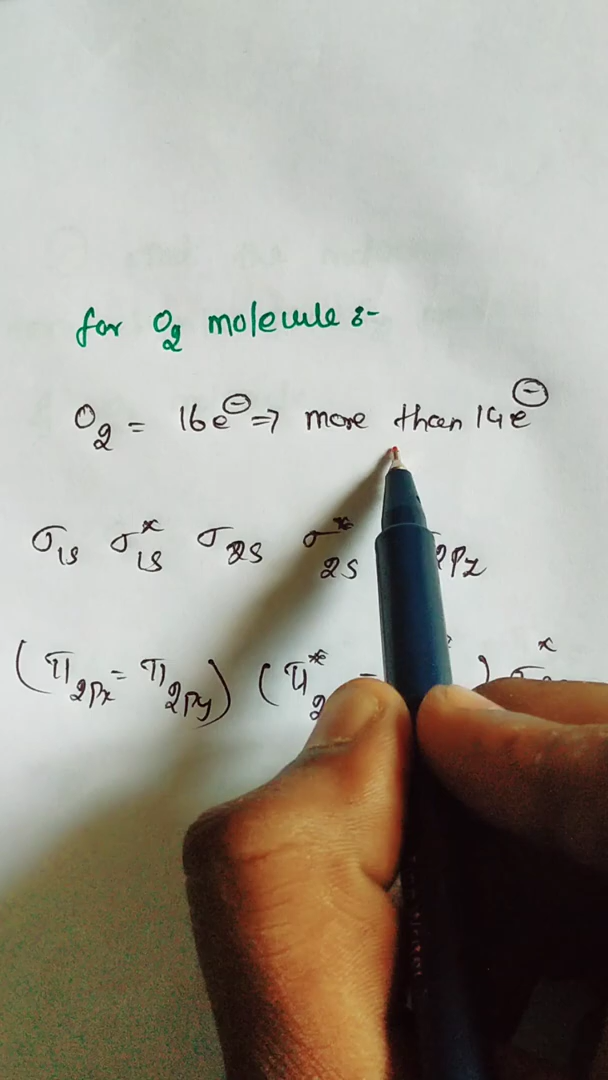 for O₂ molecule :-
O₂ = 16e⊖ ⇒ more than 14e⊖
σ1s σ*1s σ2s σ*2s 2pz
(π2px = π2py) (π*2 = ) σ*